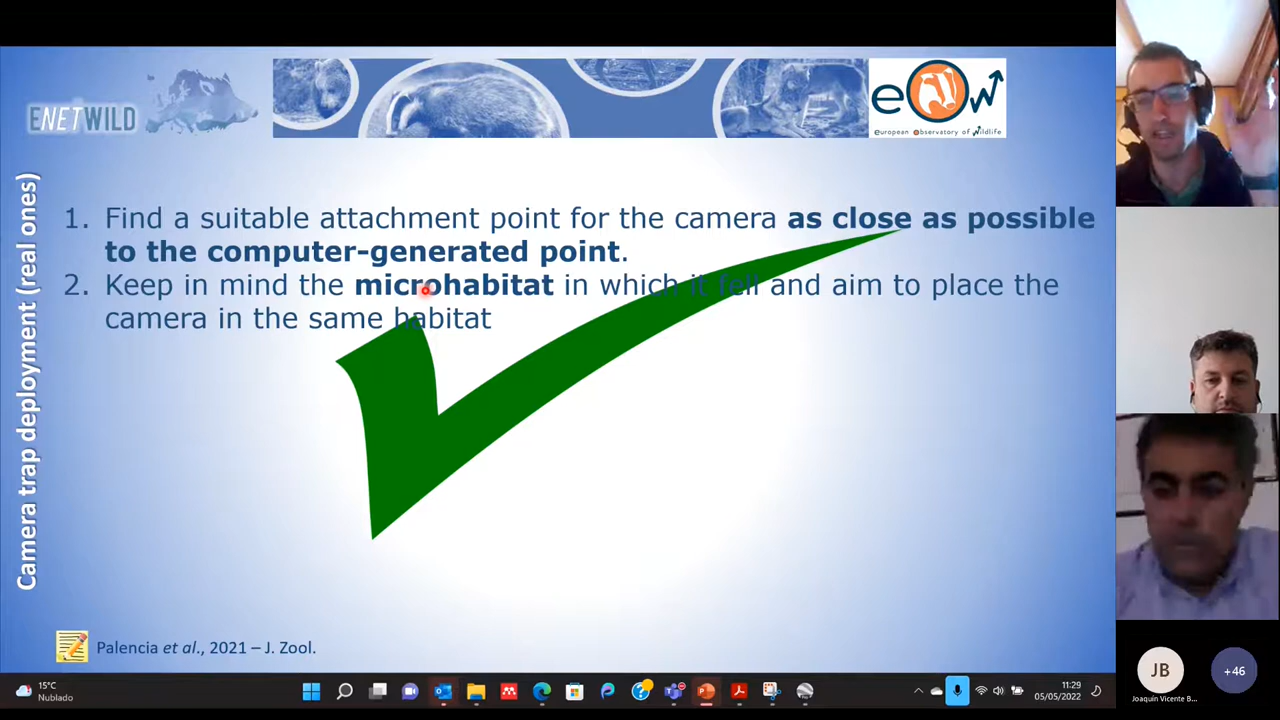 ENETWILD
eOw
european Observatory of Wildlife
Camera trap deployment (real ones)
1. Find a suitable attachment point for the camera as close as possible
to the computer-generated point.
2. Keep in mind the microhabitat in which it fell and aim to place the
camera in the same habitat
Palencia et al., 2021 – J. Zool.
JB
+46
Joaquín Vicente B...
15°C
Nublado
11:29
05/05/2022